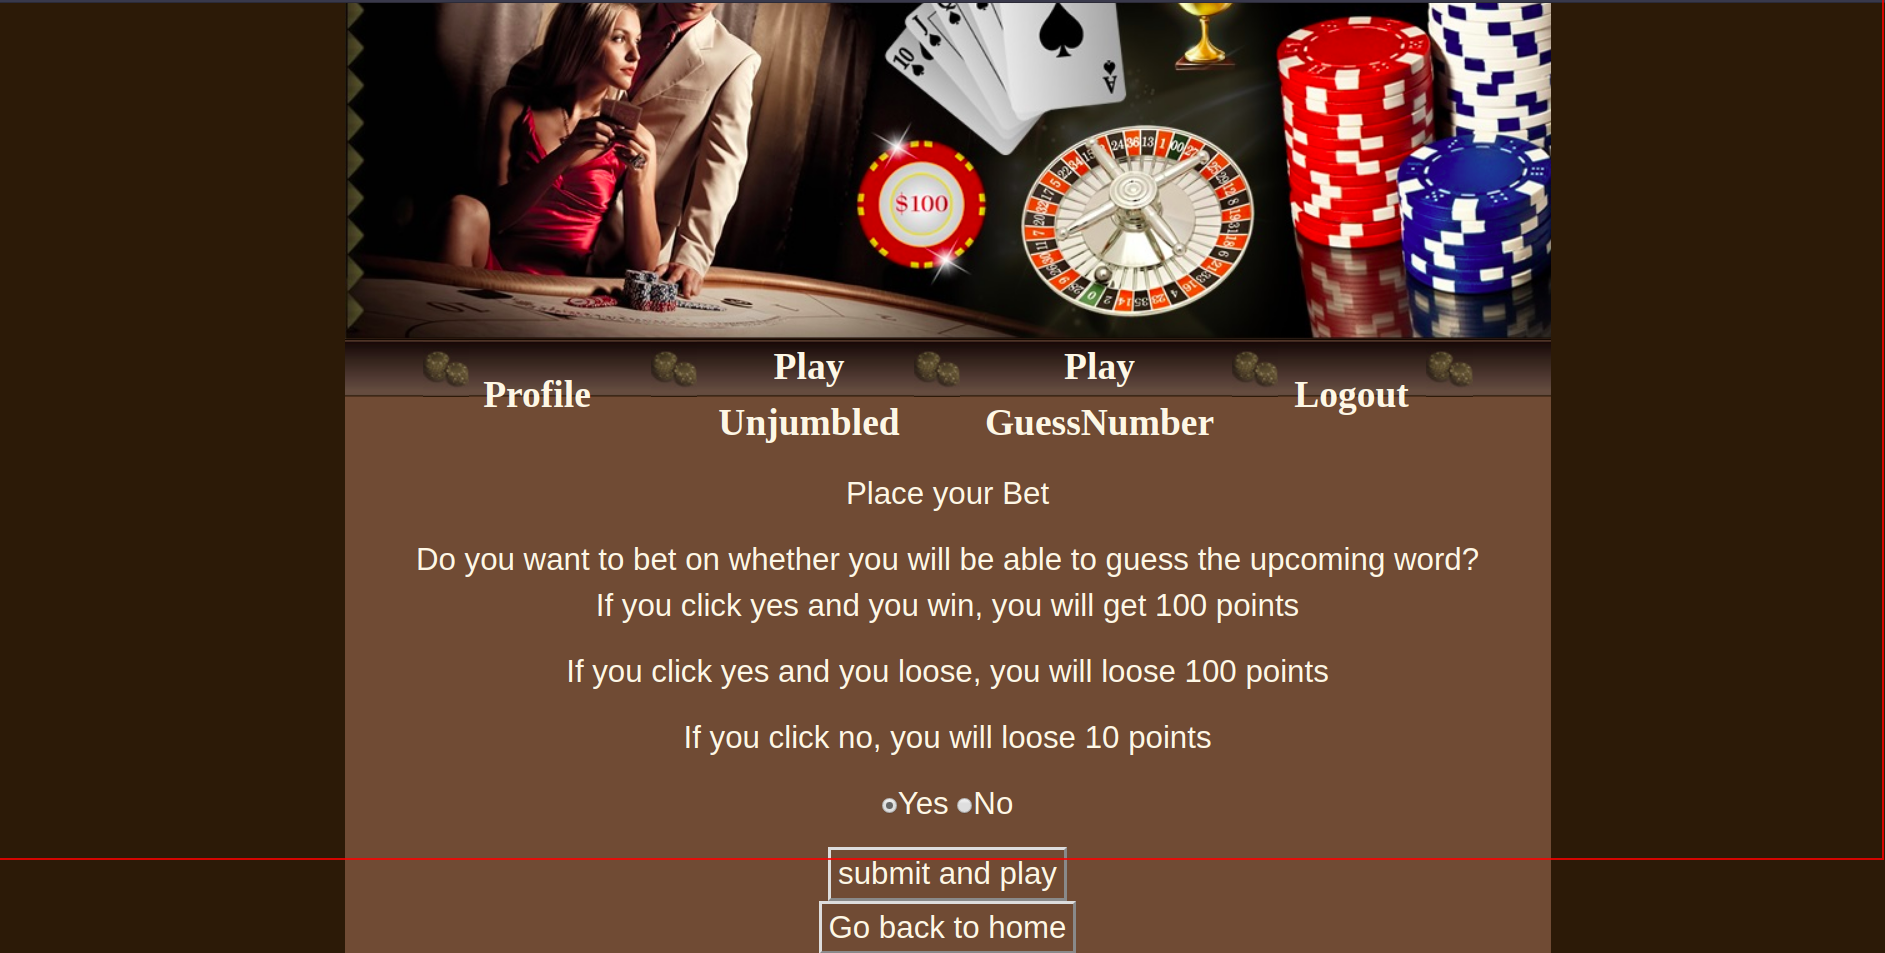 10 J A
$100
Profile
Play Unjumbled
Play GuessNumber
Logout
Place your Bet
Do you want to bet on whether you will be able to guess the upcoming word?
If you click yes and you win, you will get 100 points
If you click yes and you loose, you will loose 100 points
If you click no, you will loose 10 points
Yes No
submit and play
Go back to home